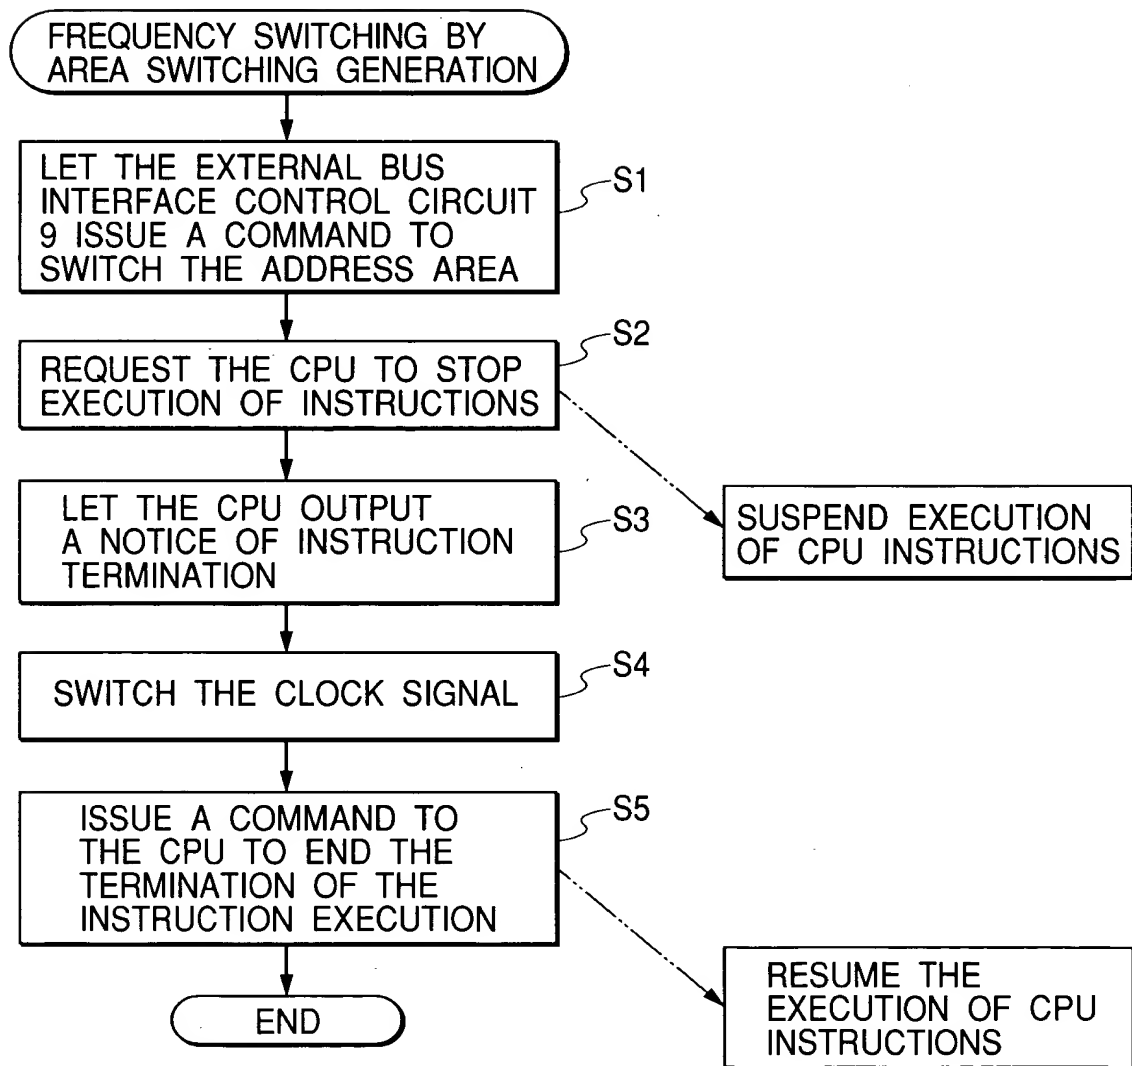 FREQUENCY SWITCHING BY
AREA SWITCHING GENERATION
LET THE EXTERNAL BUS
INTERFACE CONTROL CIRCUIT
9 ISSUE A COMMAND TO
SWITCH THE ADDRESS AREA
S1
REQUEST THE CPU TO STOP
EXECUTION OF INSTRUCTIONS
S2
LET THE CPU OUTPUT
A NOTICE OF INSTRUCTION
TERMINATION
S3
SUSPEND EXECUTION
OF CPU INSTRUCTIONS
SWITCH THE CLOCK SIGNAL
S4
ISSUE A COMMAND TO
THE CPU TO END THE
TERMINATION OF THE
INSTRUCTION EXECUTION
S5
RESUME THE
EXECUTION OF CPU
INSTRUCTIONS
END